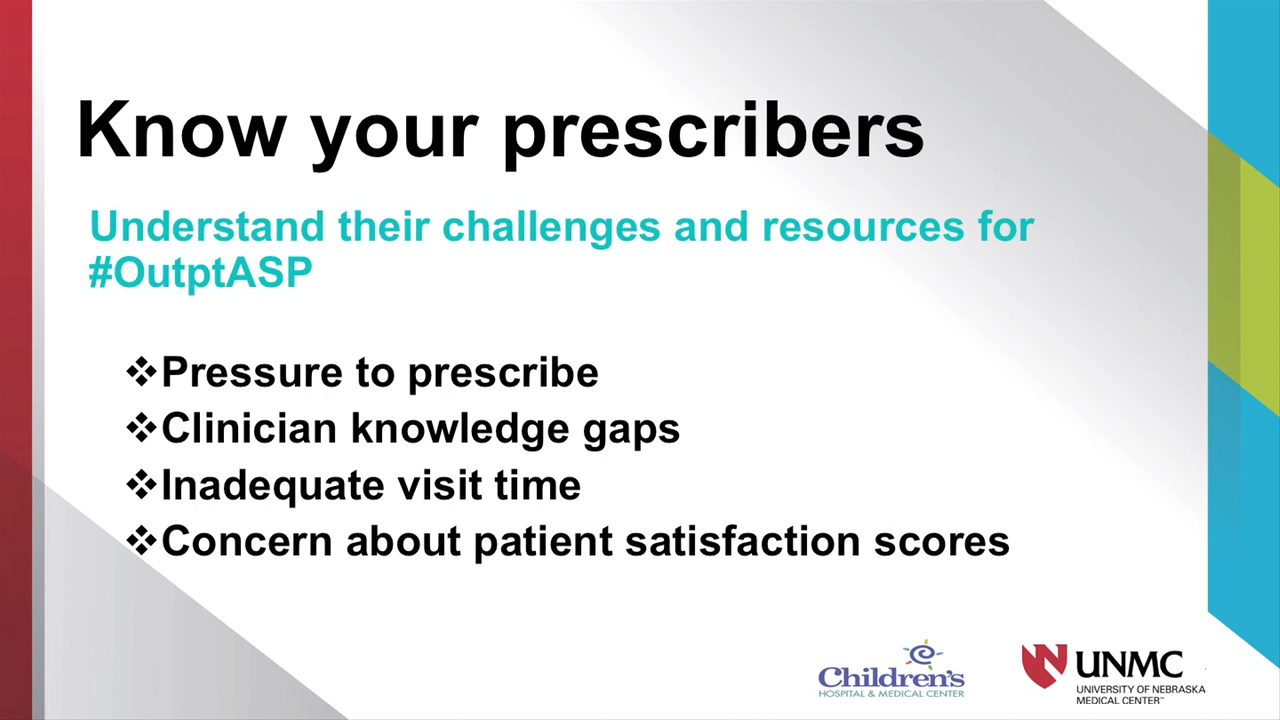 Know your prescribers
Understand their challenges and resources for
#OutptASP
❖Pressure to prescribe
❖Clinician knowledge gaps
❖Inadequate visit time
❖Concern about patient satisfaction scores
Children's
HOSPITAL & MEDICAL CENTER
UNMC
UNIVERSITY OF NEBRASKA
MEDICAL CENTER™